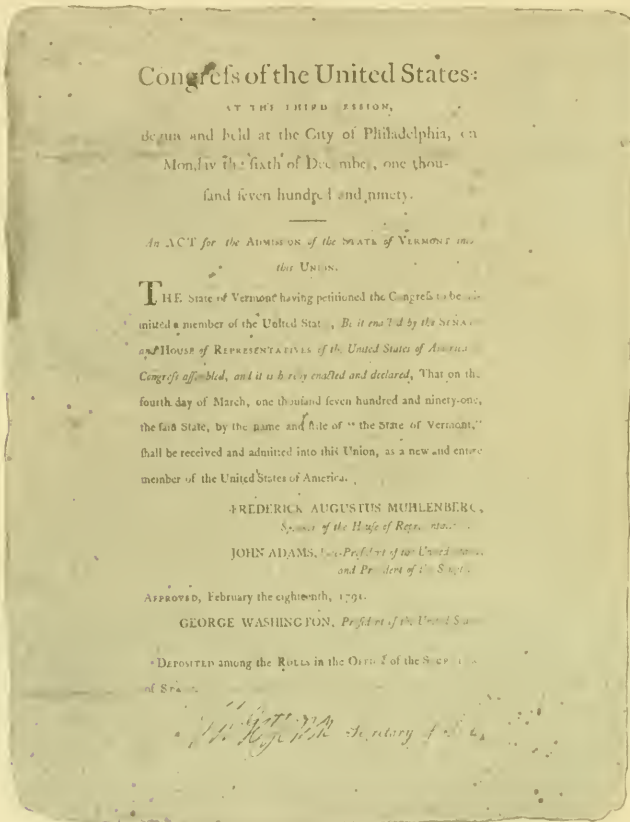 Congreſs of the United States:
AT THE THIRD SESSION,
Begun and held at the City of Philadelphia, on
Monday the ſixth of December, one thou-
ſand ſeven hundred and ninety.
An ACT for the ADMISSION of the STATE of VERMONT into
this UNION.
THE State of Vermont having petitioned the Congreſs to be
mitted a member of the United States, Be it enacted by the SENATE
and HOUSE of REPRESENTATIVES of the United States of America
Congreſs aſſembled, and it is hereby enacted and declared, That on the
fourth day of March, one thouſand ſeven hundred and ninety-one,
the ſaid State, by the name and ſtile of "the State of Vermont,"
ſhall be received and admitted into this Union, as a new and entire
member of the United States of America.
FREDERICK AUGUSTUS MUHLENBERG,
Speaker of the Houſe of Repreſentatives.
JOHN ADAMS, Vice-Preſident of the United States,
and Preſident of the Senate.
APPROVED, February the eighteenth, 1791.
GEORGE WASHINGTON, Preſident of the United States.
DEPOSITED among the ROLLS in the OFFICE of the SECRETARY
of STATE.
Secretary of